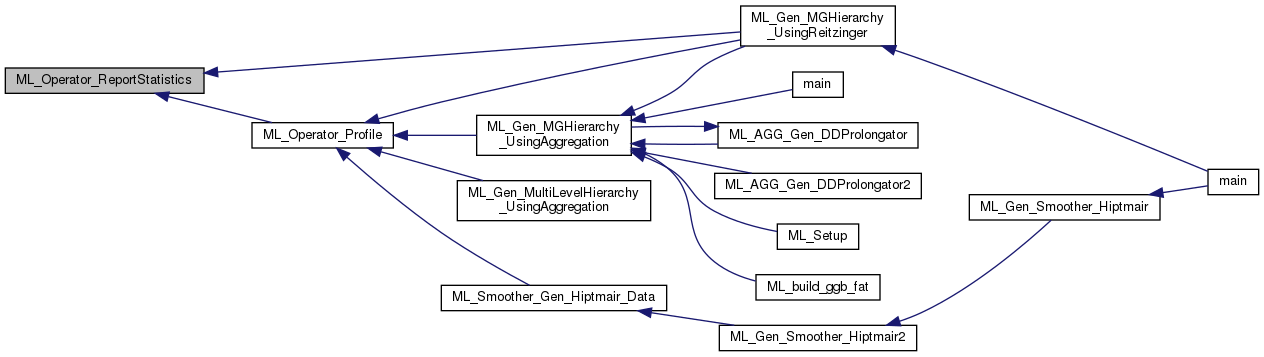 ML_Operator_ReportStatistics
ML_Gen_MGHierarchy
_UsingReitzinger
ML_Operator_Profile
ML_Gen_MGHierarchy
_UsingAggregation
main
ML_AGG_Gen_DDProlongator
ML_AGG_Gen_DDProlongator2
ML_Gen_MultiLevelHierarchy
_UsingAggregation
ML_Setup
ML_build_ggb_fat
ML_Smoother_Gen_Hiptmair_Data
ML_Gen_Smoother_Hiptmair2
ML_Gen_Smoother_Hiptmair
main